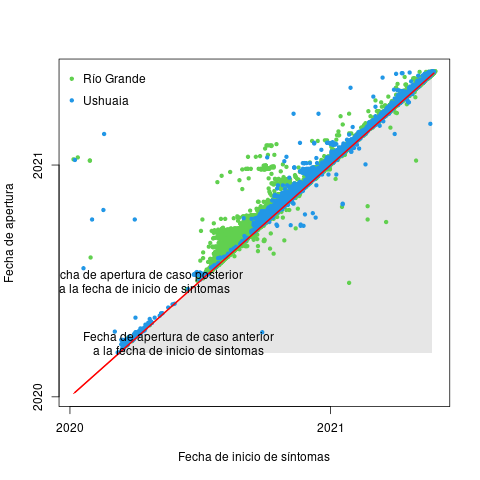 Río Grande
Ushuaia
2021
Fecha de apertura
cha de apertura de caso posterior
a la fecha de inicio de síntomas
Fecha de apertura de caso anterior
a la fecha de inicio de síntomas
2020
2020
2021
Fecha de inicio de síntomas